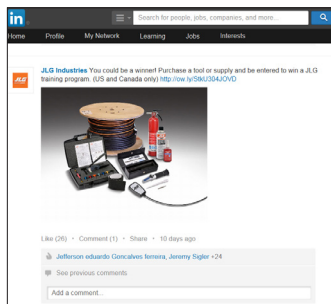 in
Search for people, jobs, companies, and more...
Home Profile My Network Learning Jobs Interests
JLG
JLG Industries You could be a winner! Purchase a tool or supply and be entered to win a JLG
training program. (US and Canada only) http://ow.ly/StkU304JOVD
Like (26) • Comment (1) • Share • 10 days ago
Jefferson eduardo Goncalves ferreira, Jeremy Sigler +24
See previous comments
Add a comment...